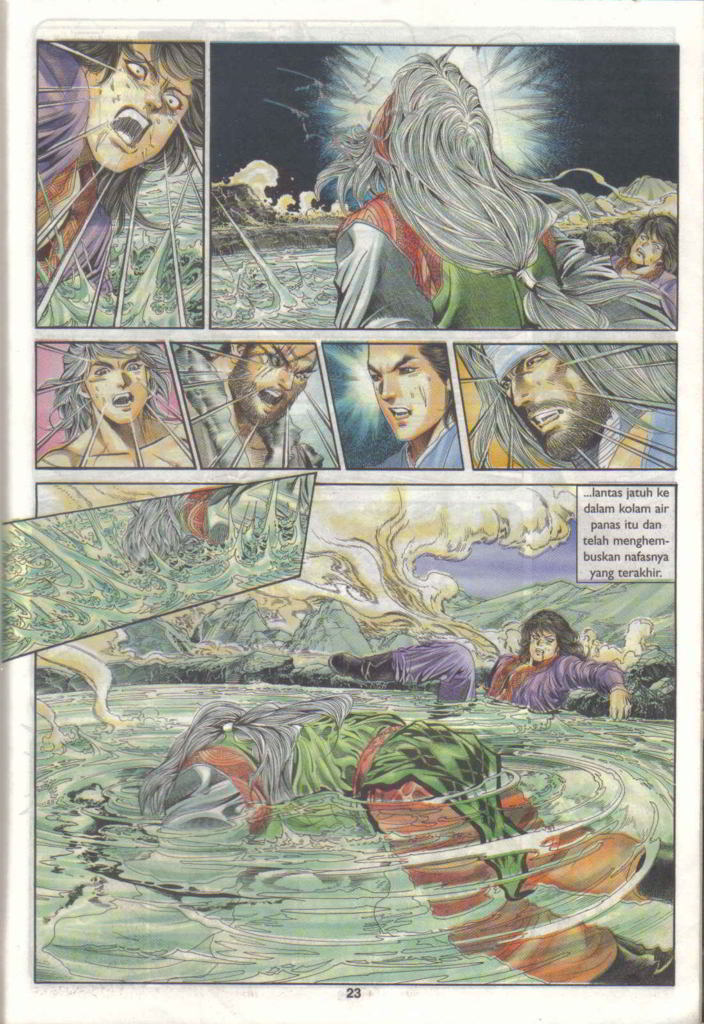 ...lantas jatuh ke
dalam kolam air
panas itu dan
telah menghem-
buskan nafasnya
yang terakhir.
23